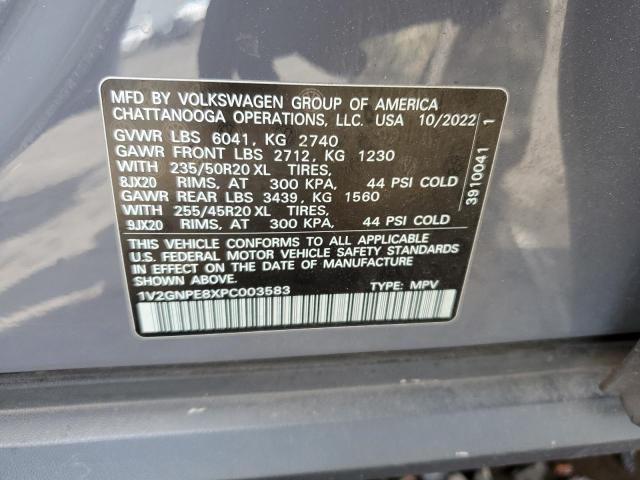 MFD BY VOLKSWAGEN GROUP OF AMERICA
CHATTANOOGA OPERATIONS, LLC. USA 10/2022
GVWR LBS 6041, KG 2740
GAWR FRONT LBS 2712, KG 1230
WITH 235/50R20 XL TIRES,
8JX20 RIMS, AT 300 KPA, 44 PSI COLD
GAWR REAR LBS 3439, KG 1560
WITH 255/45R20 XL TIRES,
9JX20 RIMS, AT 300 KPA, 44 PSI COLD
THIS VEHICLE CONFORMS TO ALL APPLICABLE
U.S. FEDERAL MOTOR VEHICLE SAFETY STANDARDS
IN EFFECT ON THE DATE OF MANUFACTURE
SHOWN ABOVE.
1V2GNPE8XPC003583 TYPE: MPV
3910041 1